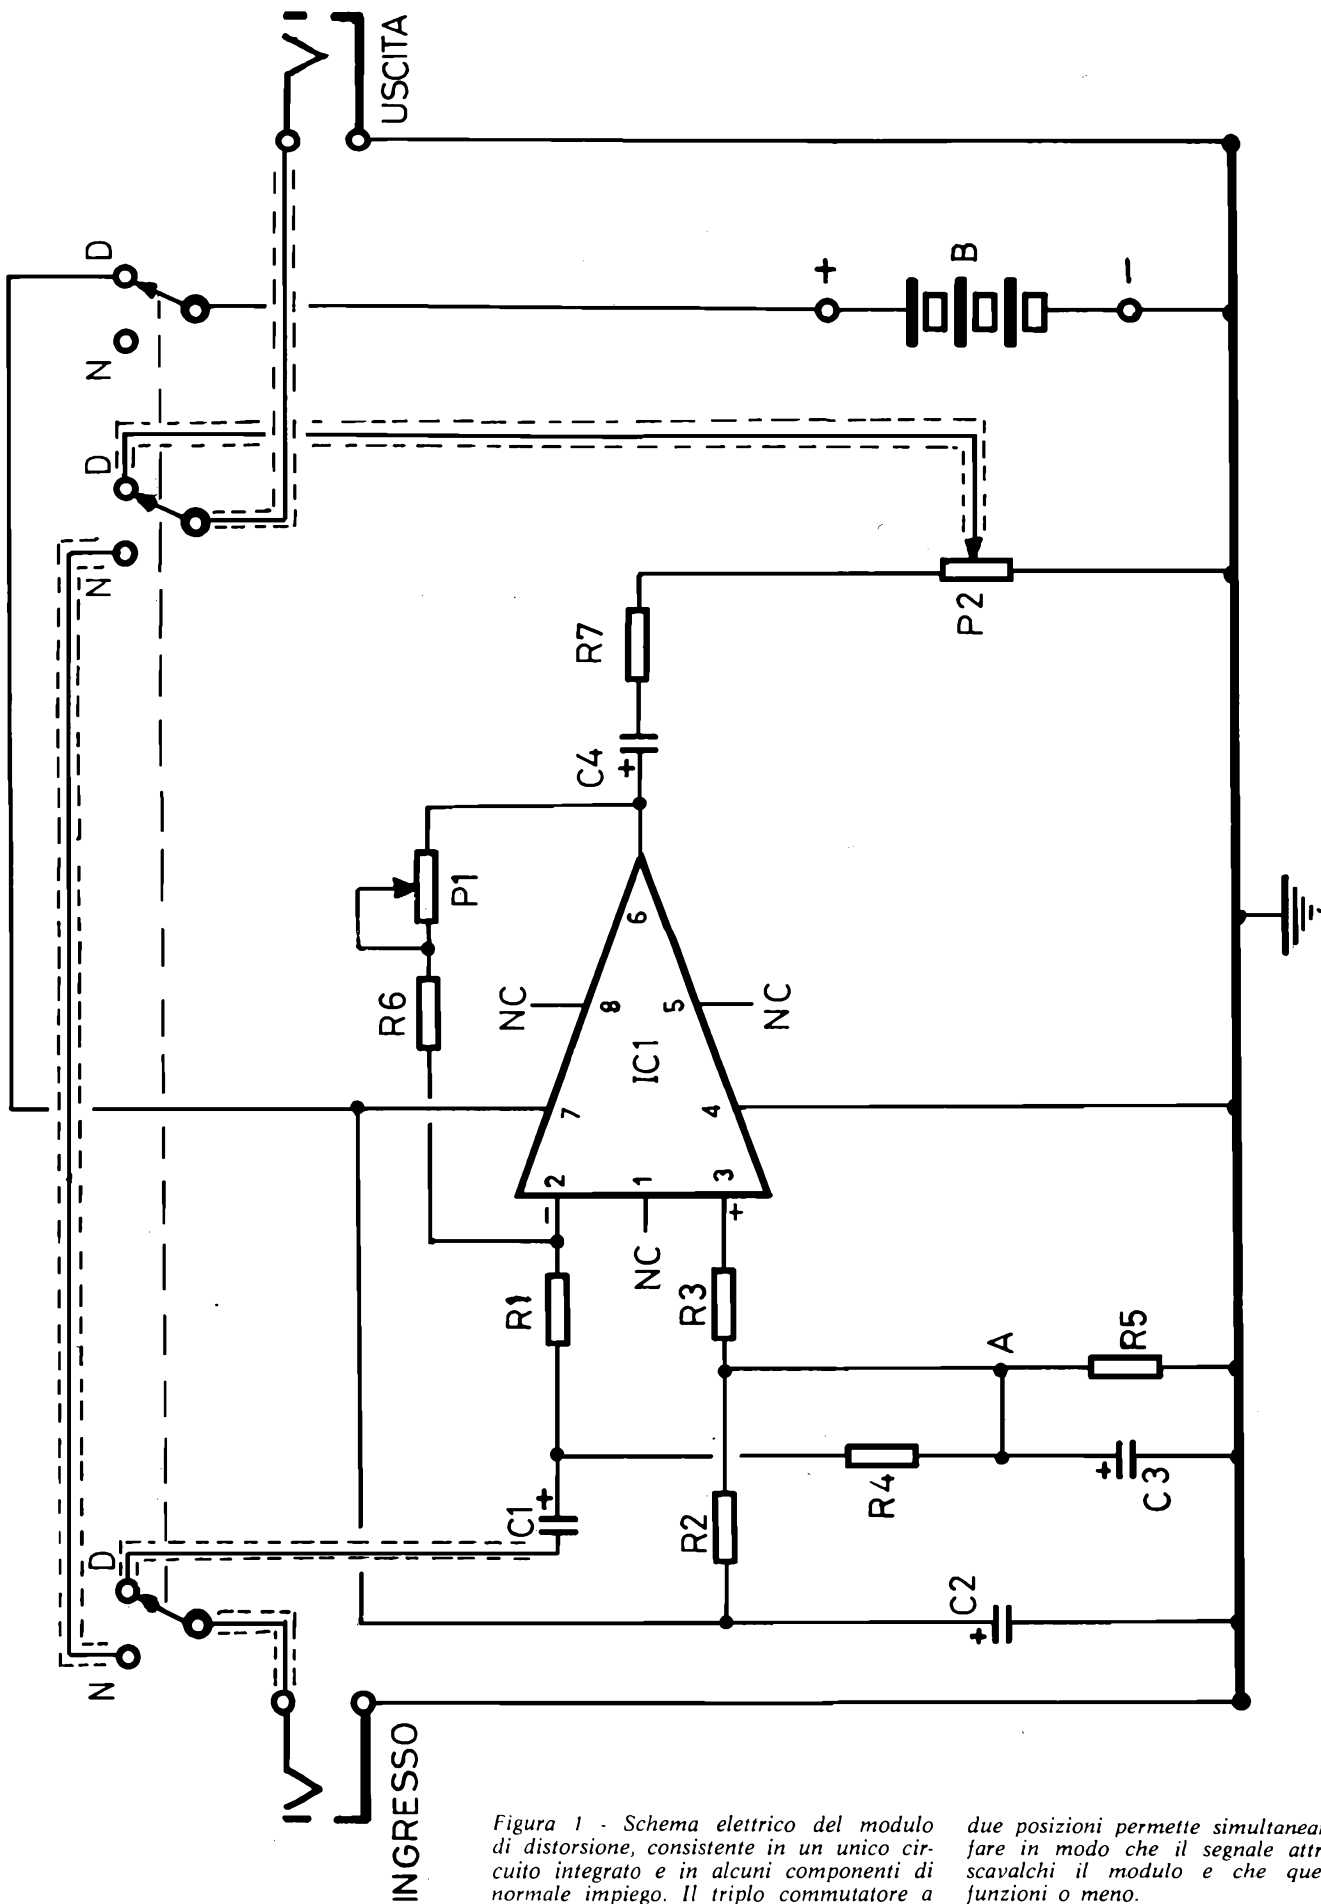 USCITA
D
N
D
N
D
N
+
B
-
P2
R7
C4
+
P1
R6
NC
8
6
5
NC
IC1
7
4
2
1
3
-
NC
+
R1
R3
A
R5
R4
+
C3
C1
+
R2
C2
+
INGRESSO
Figura 1 - Schema elettrico del modulo
di distorsione, consistente in un unico cir-
cuito integrato e in alcuni componenti di
normale impiego. Il triplo commutatore a
due posizioni permette simultanea
fare in modo che il segnale attr
scavalchi il modulo e che que
funzioni o meno.